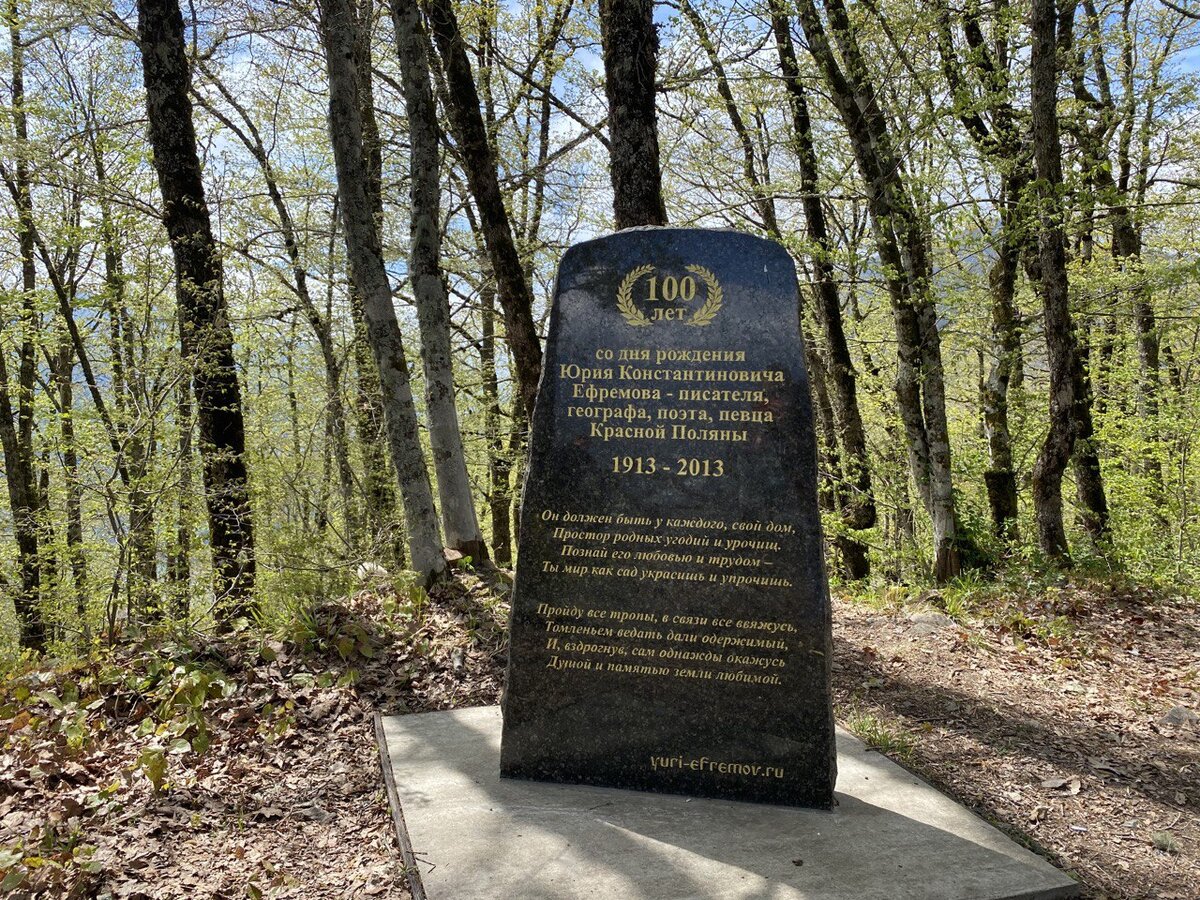 100
лет
со дня рождения
Юрия Константиновича
Ефремова - писателя,
географа, поэта, певца
Красной Поляны
1913 - 2013
Он должен быть у каждого, свой дом,
Простор родных угодий и урочищ.
Познай его любовью и трудом –
Ты мир как сад украсишь и упрочишь.
Пройду все тропы, в связи все ввяжусь,
Томленьем ведать дали одержимый,
И, вздрогнув, сам однажды окажусь
Душой и памятью земли любимой.
yuri-efremov.ru